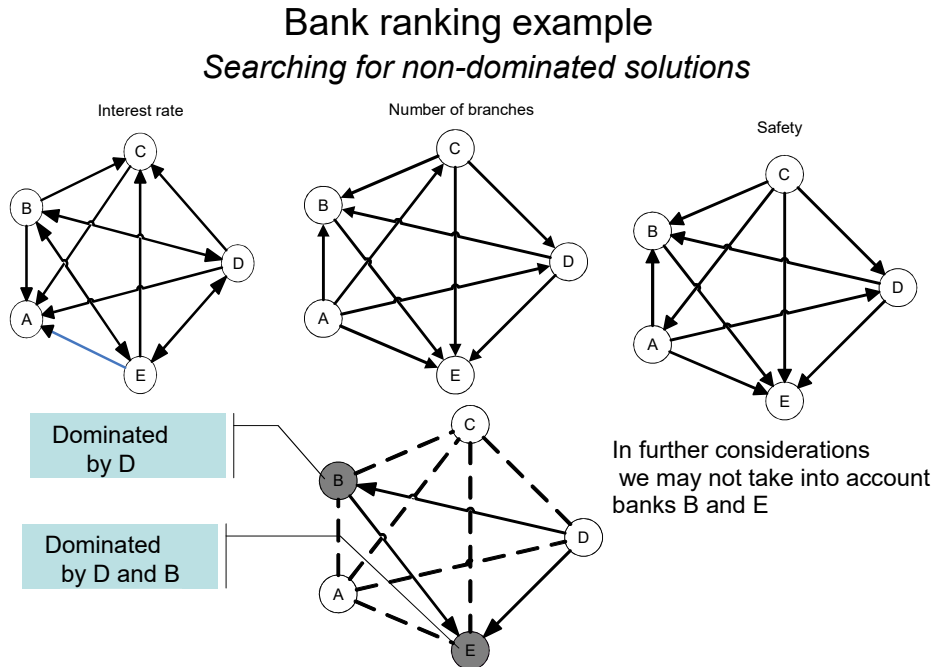 Bank ranking example
Searching for non-dominated solutions
Interest rate
C
B
D
A
E
Number of branches
C
B
D
A
E
Safety
C
B
D
A
E
Dominated
by D
Dominated
by D and B
C
B
D
A
E
In further considerations
we may not take into account
banks B and E